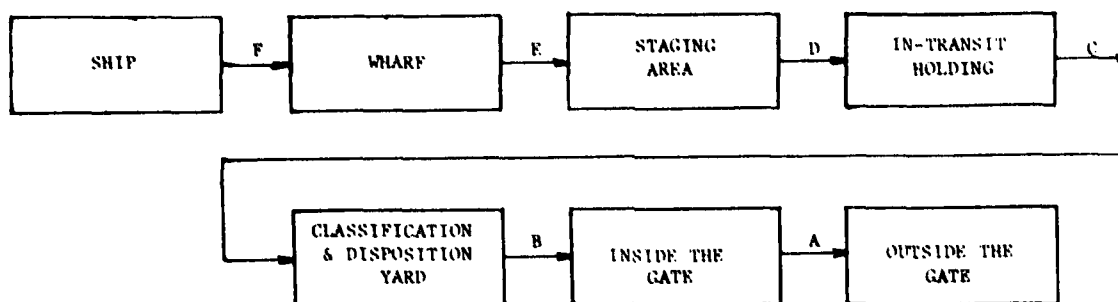 SHIP
F
WHARF
E
STAGING
AREA
D
IN-TRANSIT
HOLDING
C
CLASSIFICATION
& DISPOSITION
YARD
B
INSIDE THE
GATE
A
OUTSIDE THE
GATE